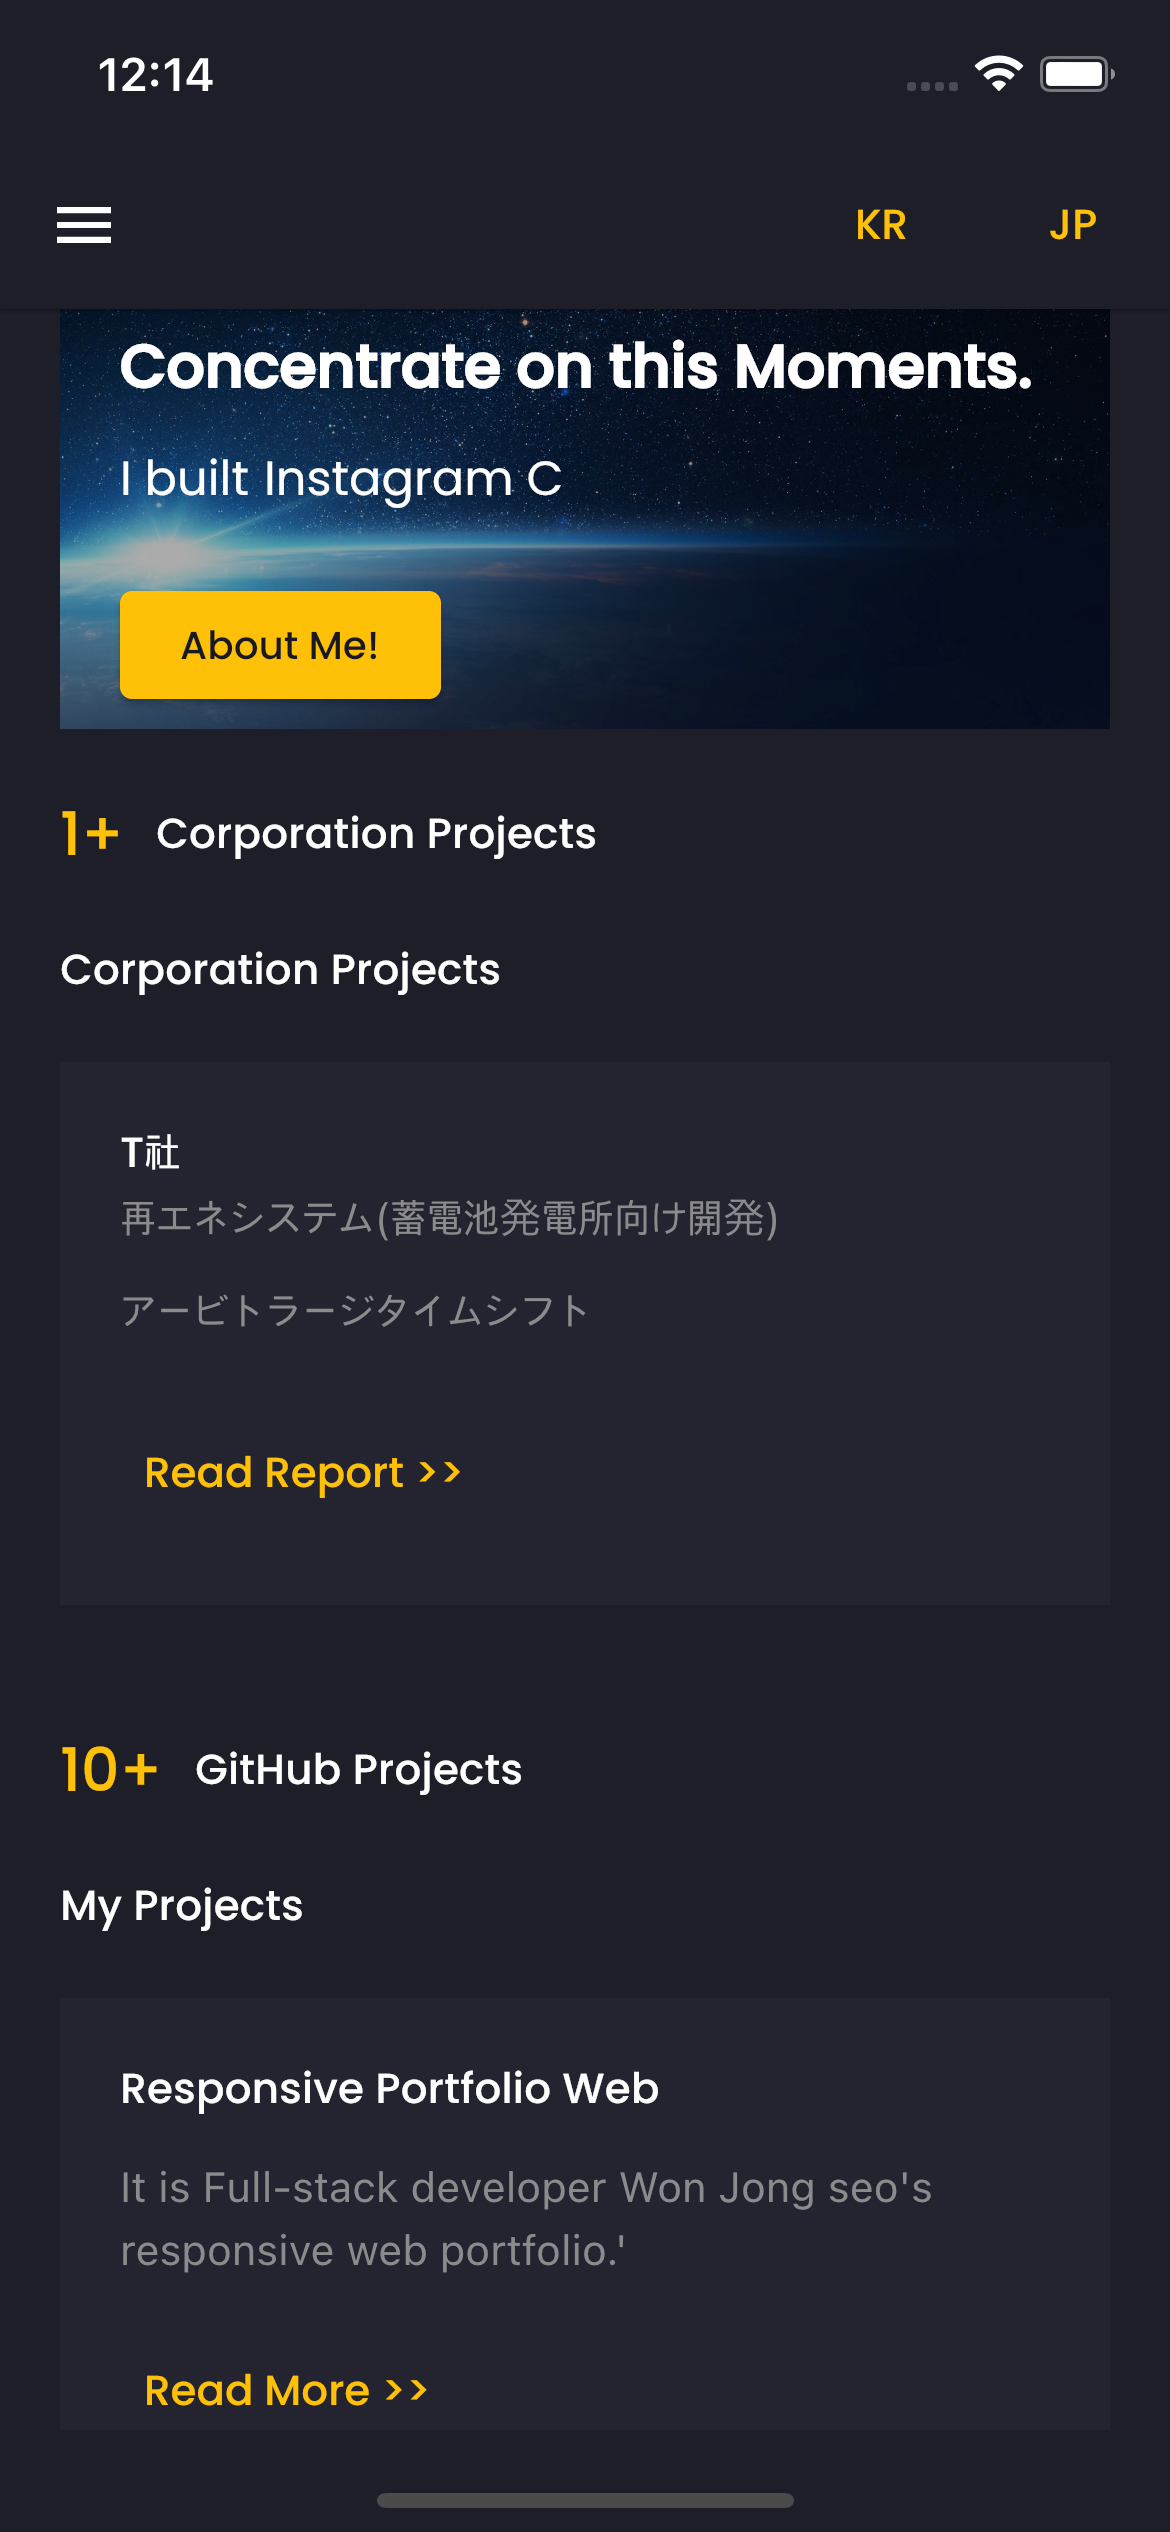 12:14
KR JP
Concentrate on this Moments.
I built Instagram C
About Me!
1+ Corporation Projects
Corporation Projects
T社
再エネシステム(蓄電池発電所向け開発)
アービトラージタイムシフト
Read Report >>
10+ GitHub Projects
My Projects
Responsive Portfolio Web
It is Full-stack developer Won Jong seo's
responsive web portfolio.'
Read More >>